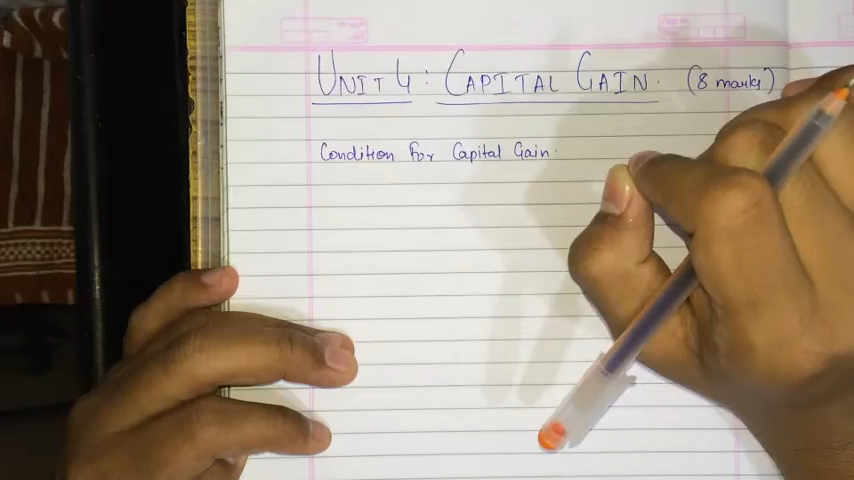 UNIT 4 : CAPITAL GAIN. (8 marks)
Condition for Capital Gain.